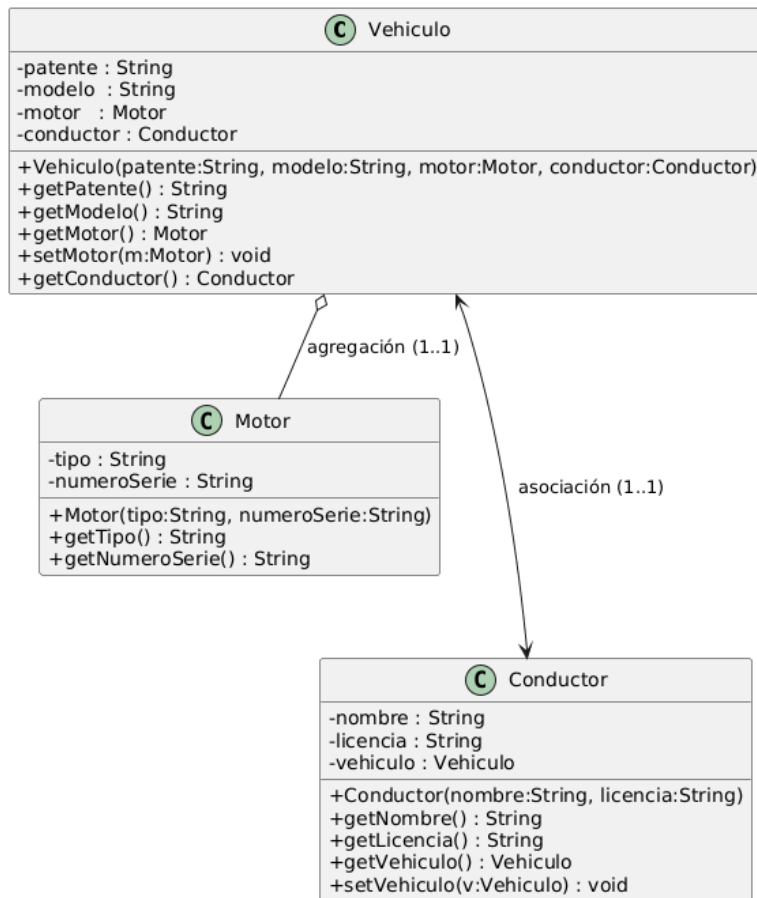 C Vehiculo
-patente : String
-modelo : String
-motor : Motor
-conductor : Conductor
+Vehiculo(patente:String, modelo:String, motor:Motor, conductor:Conductor)
+getPatente() : String
+getModelo() : String
+getMotor() : Motor
+setMotor(m:Motor) : void
+getConductor() : Conductor
agregación (1..1)
C Motor
-tipo : String
-numeroSerie : String
+Motor(tipo:String, numeroSerie:String)
+getTipo() : String
+getNumeroSerie() : String
asociación (1..1)
C Conductor
-nombre : String
-licencia : String
-vehiculo : Vehiculo
+Conductor(nombre:String, licencia:String)
+getNombre() : String
+getLicencia() : String
+getVehiculo() : Vehiculo
+setVehiculo(v:Vehiculo) : void